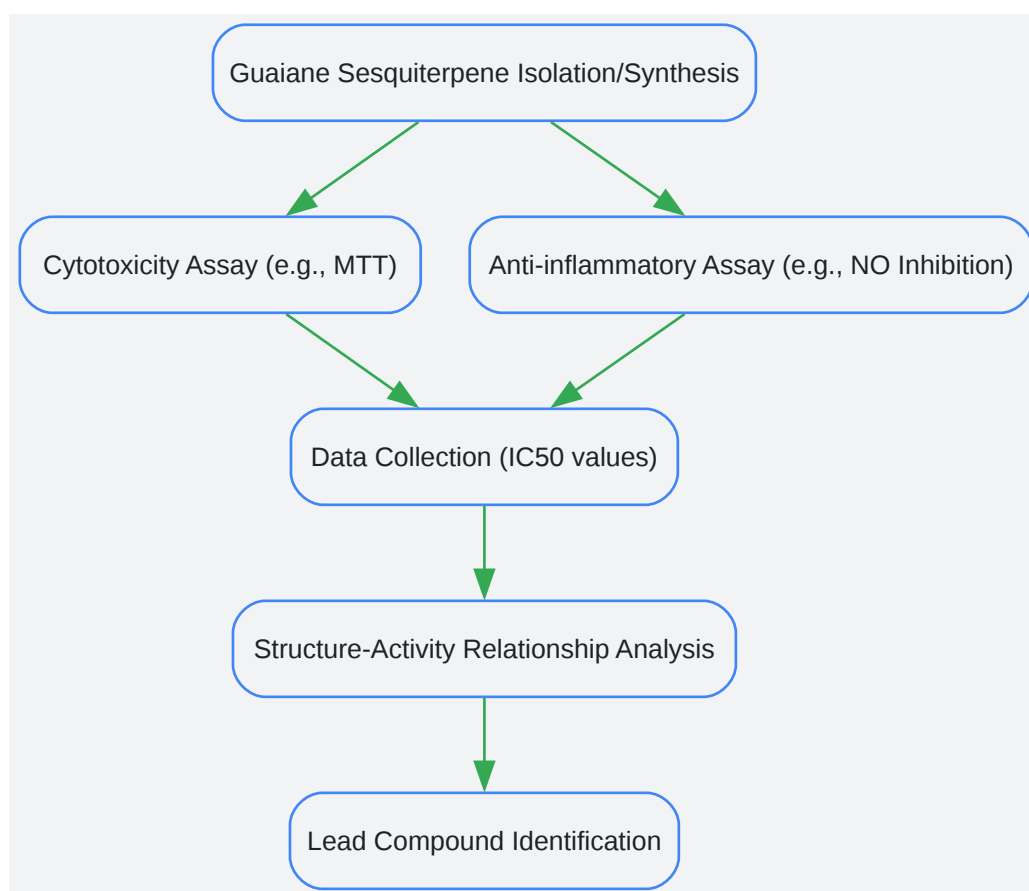 Guaiane Sesquiterpene Isolation/Synthesis
Cytotoxicity Assay (e.g., MTT)
Anti-inflammatory Assay (e.g., NO Inhibition)
Data Collection (IC50 values)
Structure-Activity Relationship Analysis
Lead Compound Identification